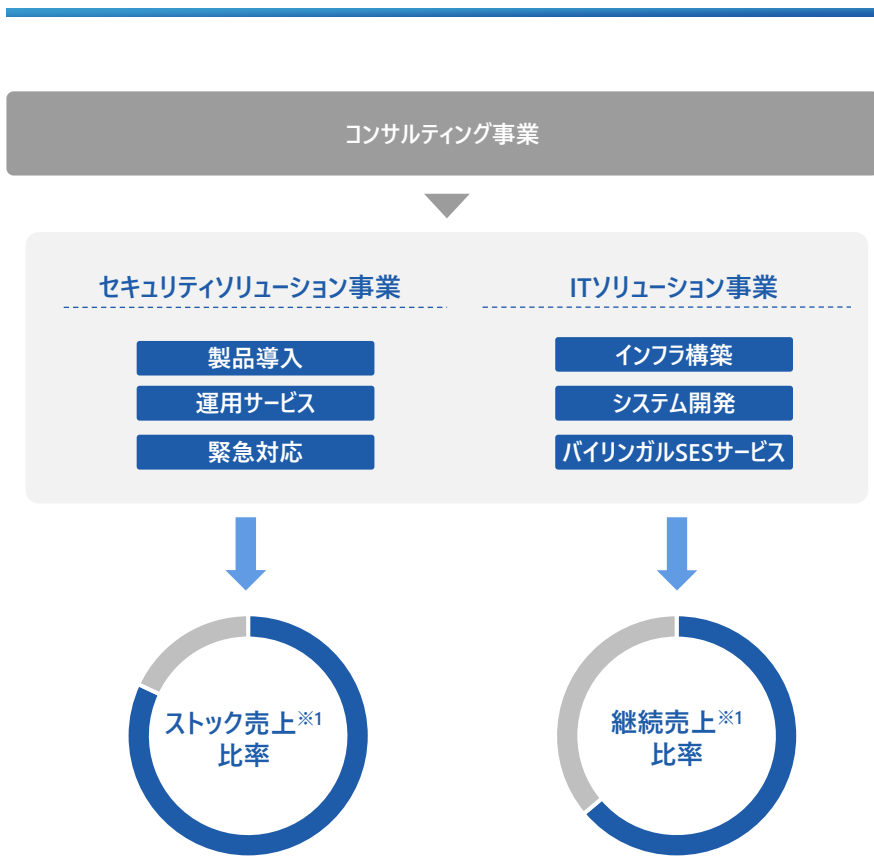 コンサルティング事業
セキュリティソリューション事業
製品導入
運用サービス
緊急対応
ITソリューション事業
インフラ構築
システム開発
バイリンガルSESサービス
ストック売上※1
比率
継続売上※1
比率